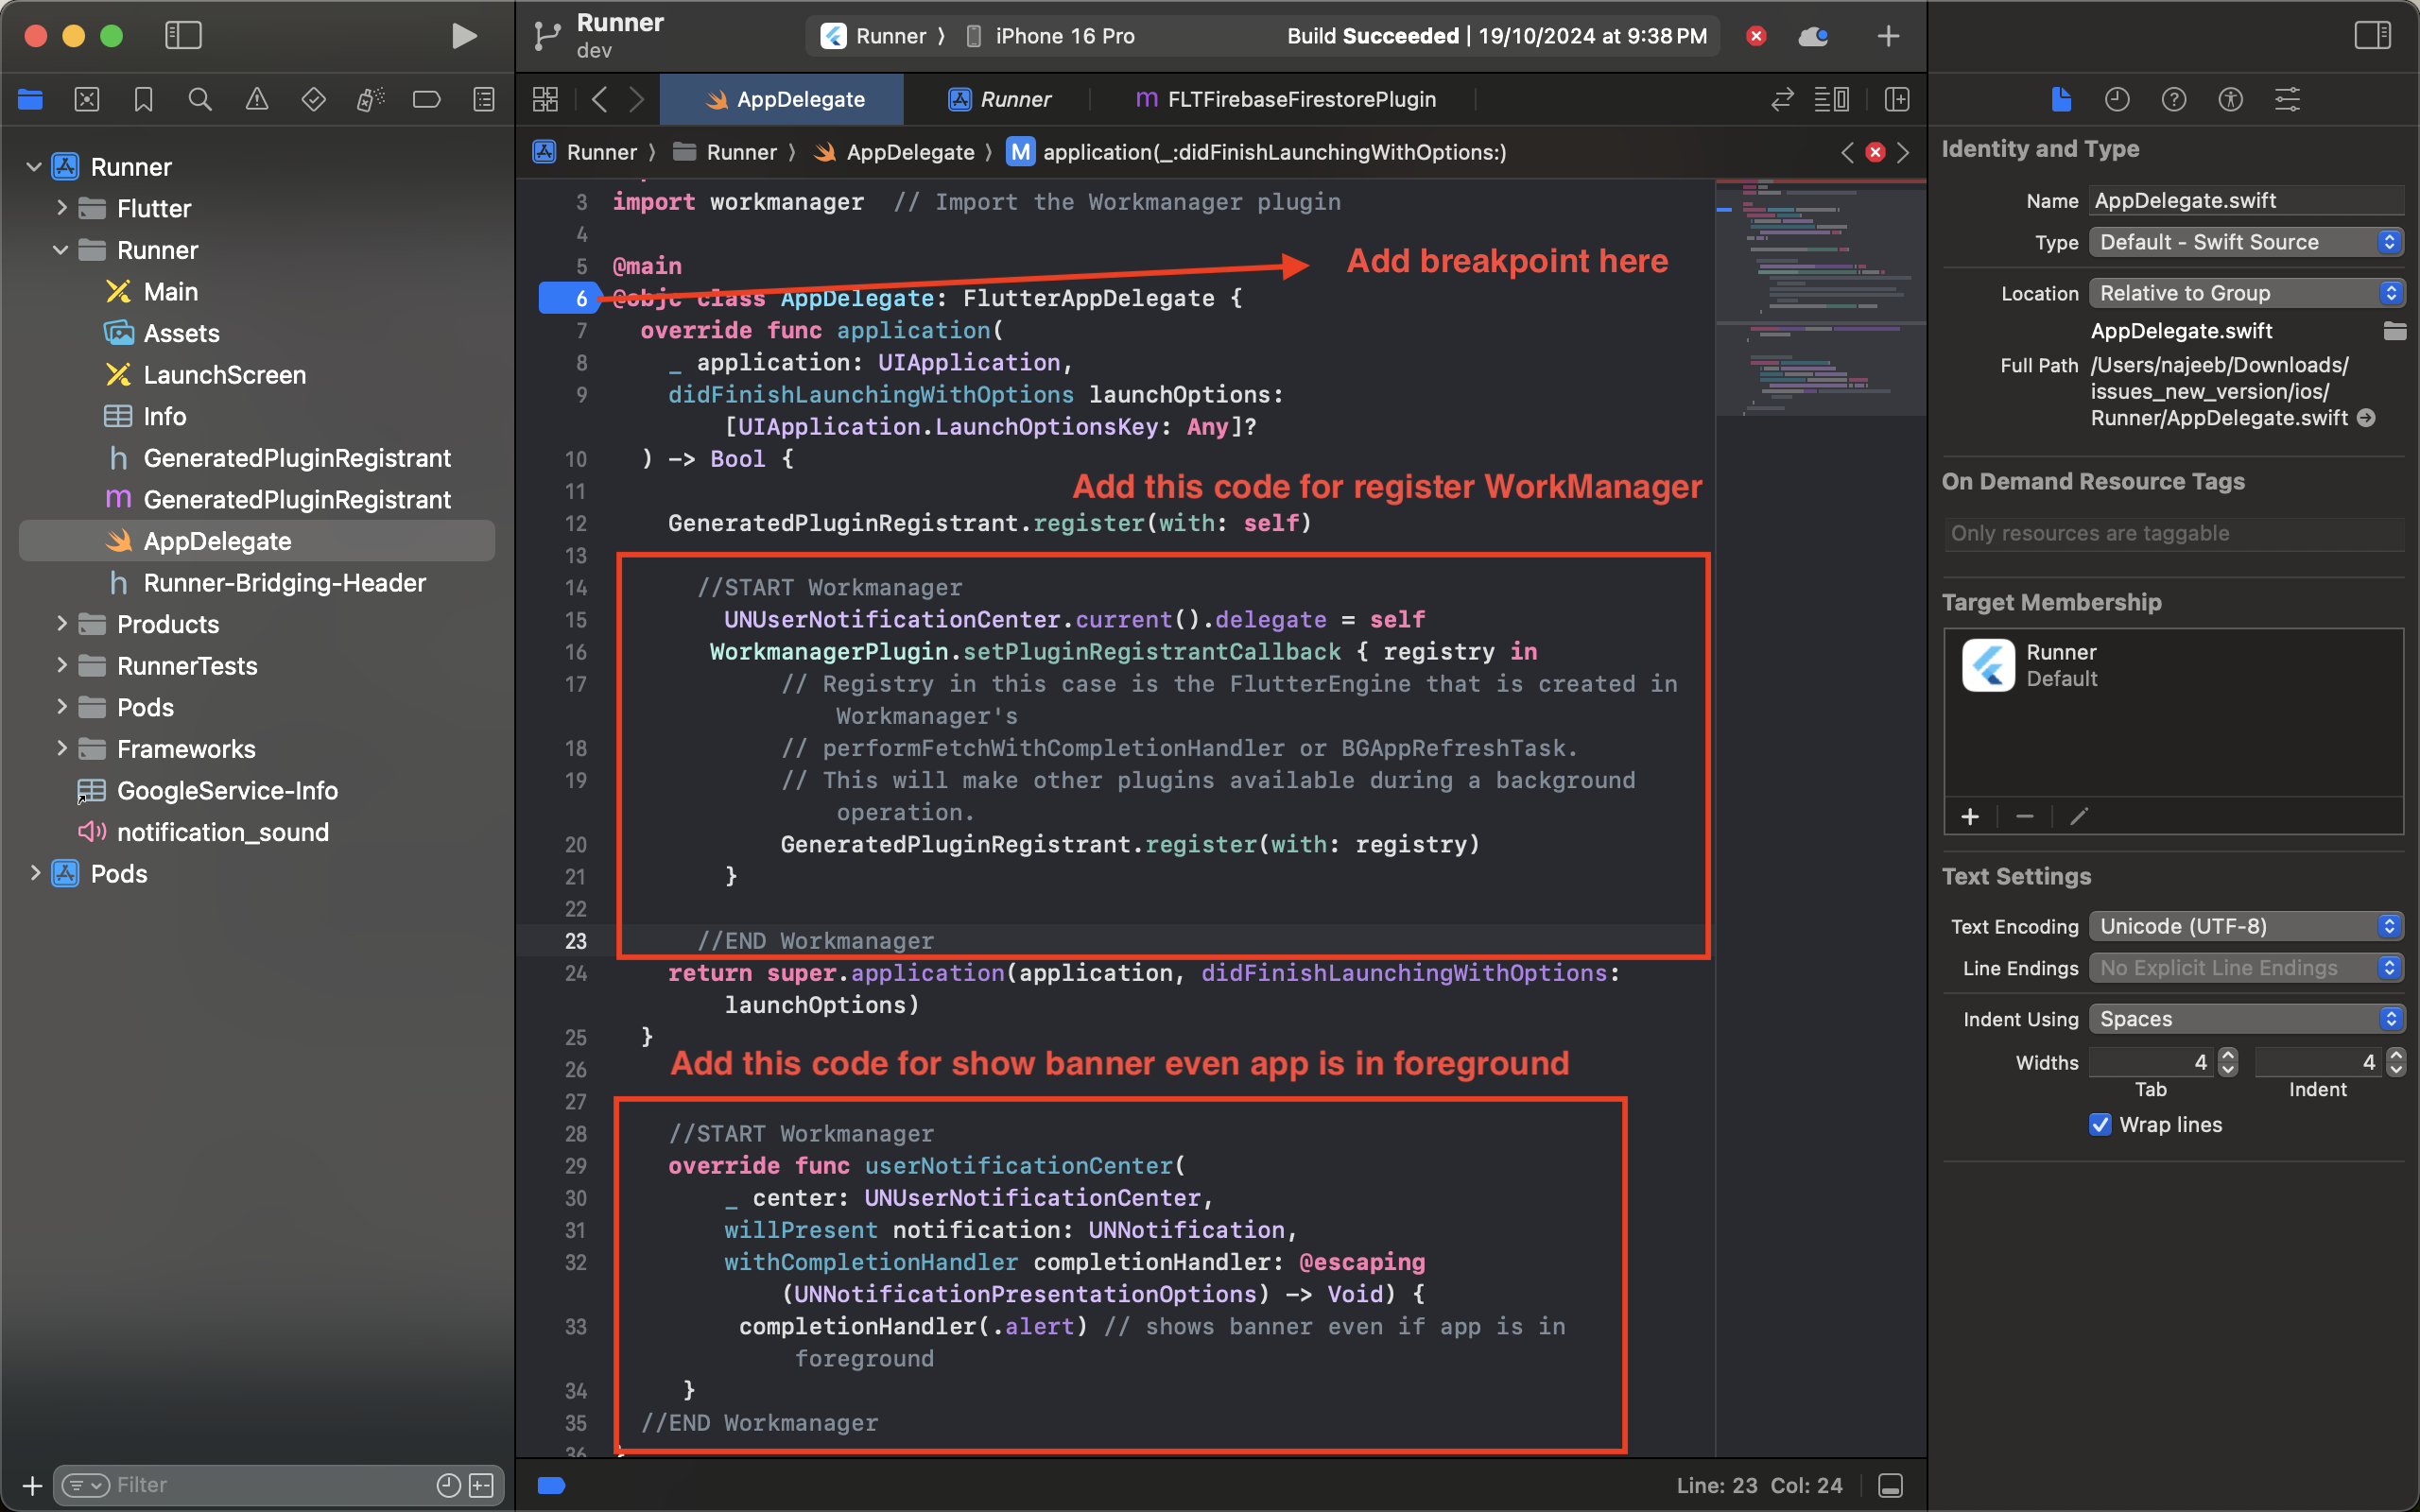 Runner
dev
Runner ⟩ iPhone 16 Pro
Build Succeeded | 19/10/2024 at 9:38 PM
AppDelegate
Runner
FLTFirebaseFirestorePlugin
Runner ⟩ Runner ⟩ AppDelegate ⟩ M application(_:didFinishLaunchingWithOptions:)
Runner
Flutter
Runner
Main
Assets
LaunchScreen
Info
h GeneratedPluginRegistrant
m GeneratedPluginRegistrant
AppDelegate
h Runner-Bridging-Header
Products
RunnerTests
Pods
Frameworks
GoogleService-Info
notification_sound
Pods
Filter
3 import workmanager  // Import the Workmanager plugin
4
5 @main
Add breakpoint here
6 @objc class AppDelegate: FlutterAppDelegate {
7 override func application(
8 _ application: UIApplication,
9 didFinishLaunchingWithOptions launchOptions:
[UIApplication.LaunchOptionsKey: Any]?
10 ) -> Bool {
11
Add this code for register WorkManager
12 GeneratedPluginRegistrant.register(with: self)
13
14 //START Workmanager
15 UNUserNotificationCenter.current().delegate = self
16 WorkmanagerPlugin.setPluginRegistrantCallback { registry in
17 // Registry in this case is the FlutterEngine that is created in
Workmanager's
18 // performFetchWithCompletionHandler or BGAppRefreshTask.
19 // This will make other plugins available during a background
operation.
20 GeneratedPluginRegistrant.register(with: registry)
21 }
22
23 //END Workmanager
24 return super.application(application, didFinishLaunchingWithOptions:
launchOptions)
25 }
26
Add this code for show banner even app is in foreground
27
28 //START Workmanager
29 override func userNotificationCenter(
30 _ center: UNUserNotificationCenter,
31 willPresent notification: UNNotification,
32 withCompletionHandler completionHandler: @escaping
(UNNotificationPresentationOptions) -> Void) {
33 completionHandler(.alert) // shows banner even if app is in
foreground
34 }
35 //END Workmanager
36
Line: 23 Col: 24
Identity and Type
Name AppDelegate.swift
Type Default - Swift Source
Location Relative to Group
AppDelegate.swift
Full Path /Users/najeeb/Downloads/
issues_new_version/ios/
Runner/AppDelegate.swift
On Demand Resource Tags
Only resources are taggable
Target Membership
Runner
Default
Text Settings
Text Encoding Unicode (UTF-8)
Line Endings No Explicit Line Endings
Indent Using Spaces
Widths 4 4
Tab Indent
Wrap lines